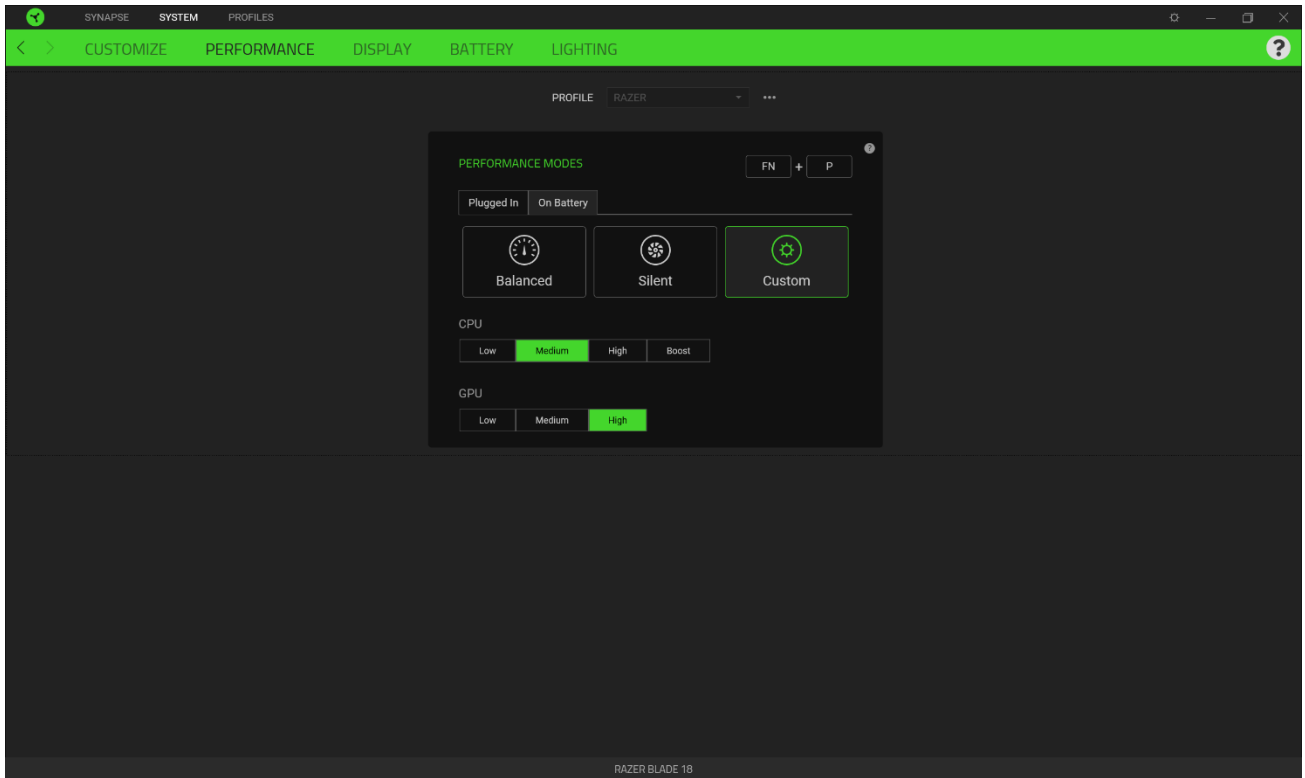 SYNAPSE SYSTEM PROFILES
CUSTOMIZE PERFORMANCE DISPLAY BATTERY LIGHTING ?
PROFILE RAZER
PERFORMANCE MODES FN + P ?
Plugged In On Battery
Balanced Silent Custom
CPU
Low Medium High Boost
GPU
Low Medium High
RAZER BLADE 18